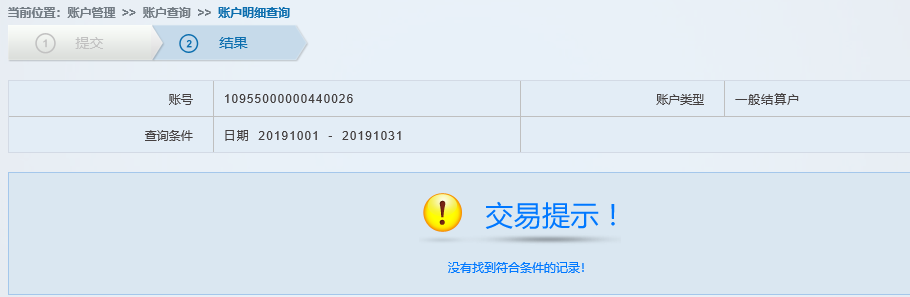 当前位置：账户管理 >> 账户查询 >> 账户明细查询
1 提交 2 结果
账号 10955000000440026 账户类型 一般结算户
查询条件 日期 20191001 - 20191031
交易提示！
没有找到符合条件的记录！